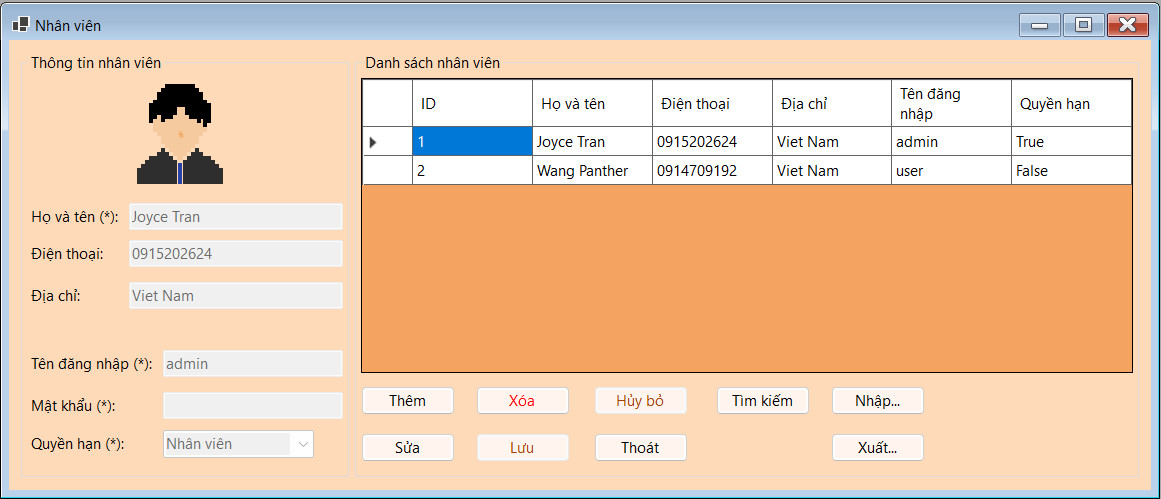 Nhân viên
Thông tin nhân viên
Họ và tên (*): Joyce Tran
Điện thoại: 0915202624
Địa chỉ: Viet Nam
Tên đăng nhập (*): admin
Mật khẩu (*):
Quyền hạn (*): Nhân viên
Danh sách nhân viên
ID Họ và tên Điện thoại Địa chỉ Tên đăng nhập Quyền hạn
1 Joyce Tran 0915202624 Viet Nam admin True
2 Wang Panther 0914709192 Viet Nam user False
Thêm Xóa Hủy bỏ Tìm kiếm Nhập...
Sửa Lưu Thoát Xuất...